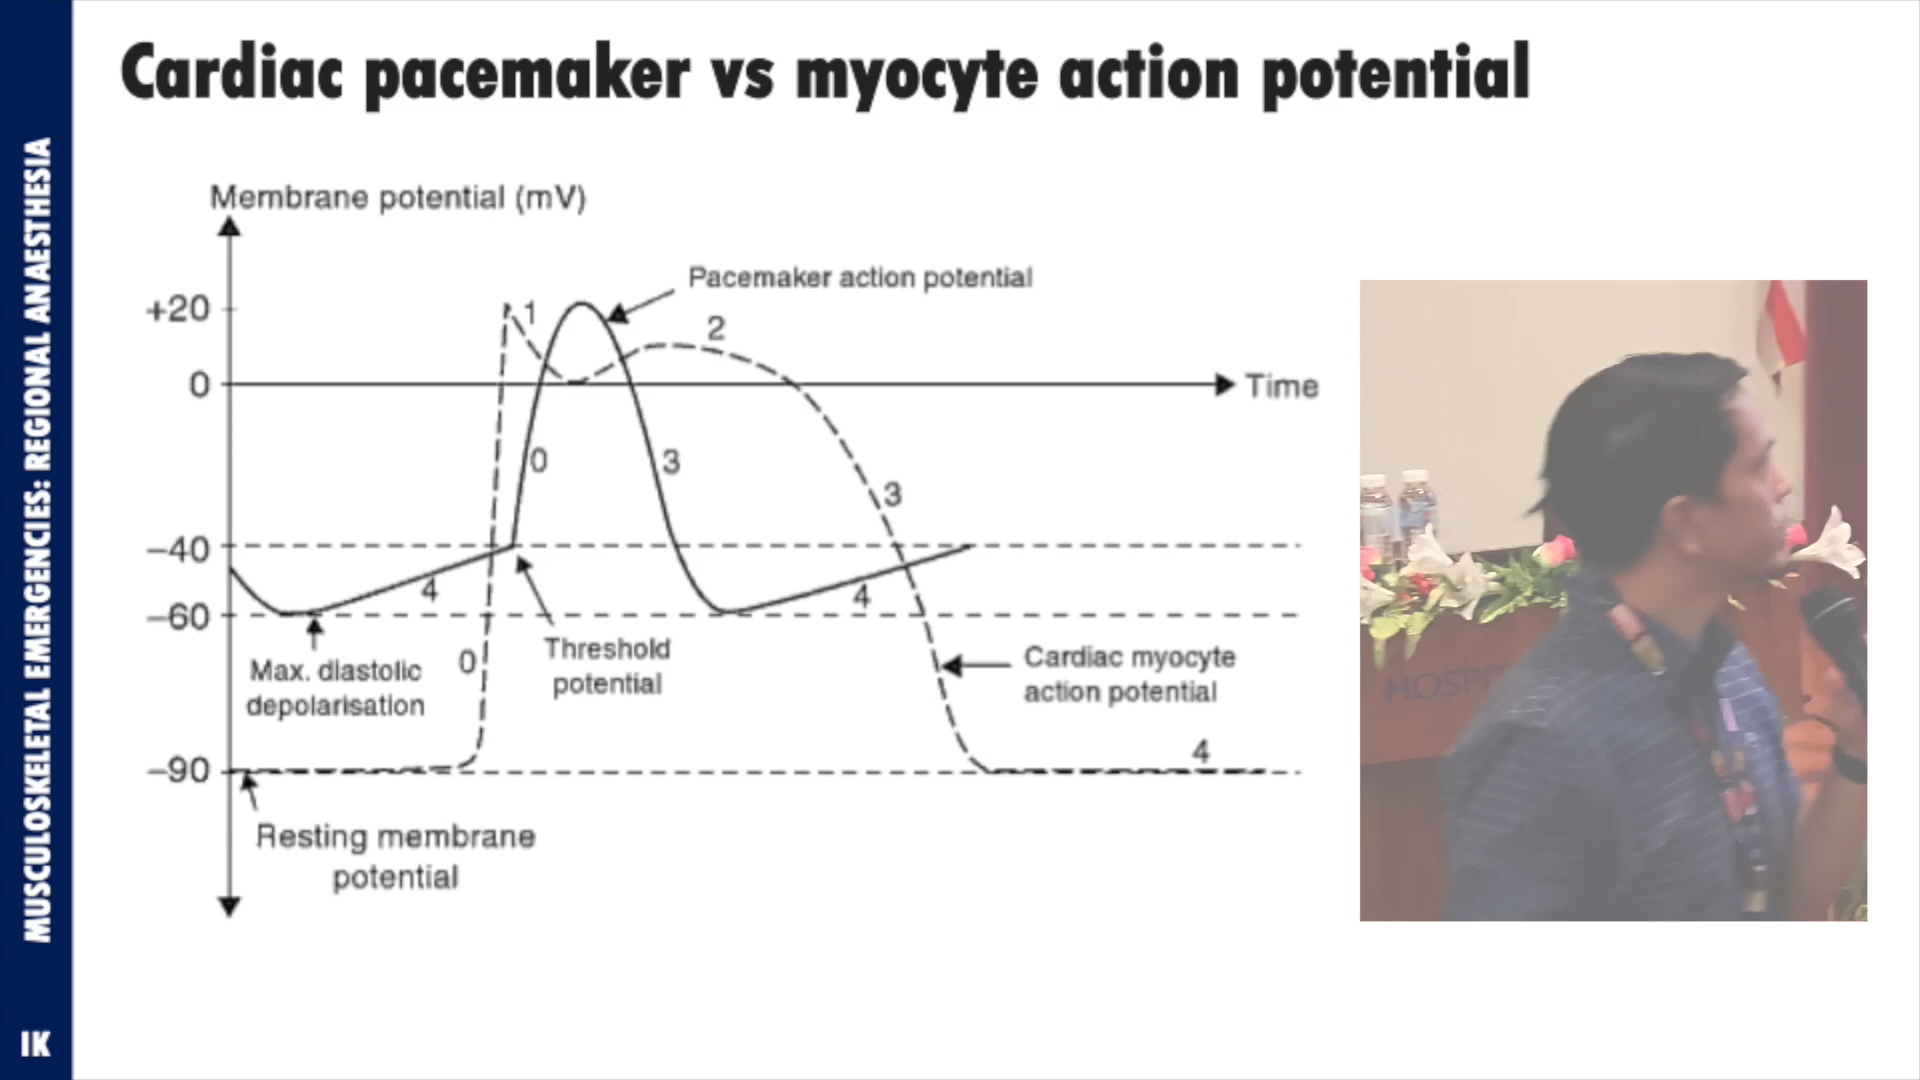 Cardiac pacemaker vs myocyte action potential
MUSCULOSKELETAL EMERGENCIES: REGIONAL ANAESTHESIA
IK
Membrane potential (mV)
Pacemaker action potential
+20
1
2
0
Time
0
3
3
–40
4
4
–60
Threshold
potential
0
Max. diastolic
depolarisation
Cardiac myocyte
action potential
4
–90
Resting membrane
potential
HOSPI